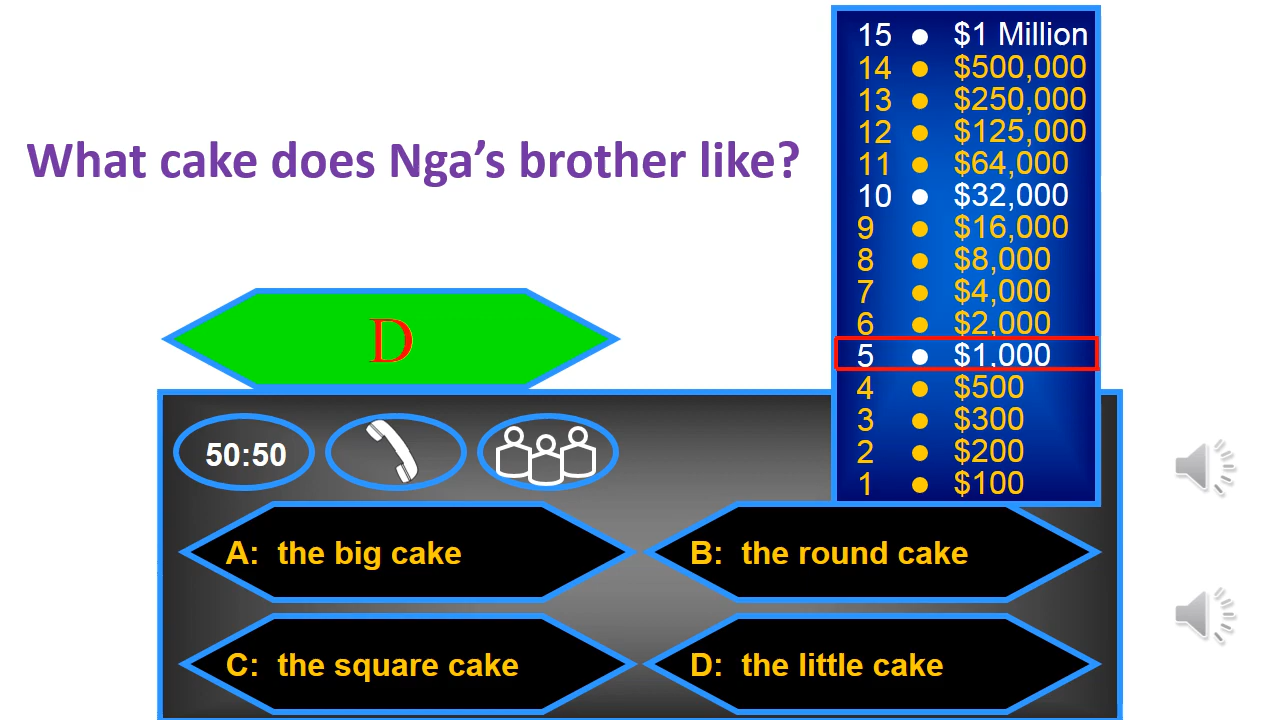 What cake does Nga’s brother like?
15 • $1 Million
14 • $500,000
13 • $250,000
12 • $125,000
11 • $64,000
10 • $32,000
9 • $16,000
8 • $8,000
7 • $4,000
6 • $2,000
5 • $1,000
4 • $500
3 • $300
2 • $200
1 • $100
D
50:50
A: the big cake
B: the round cake
C: the square cake
D: the little cake